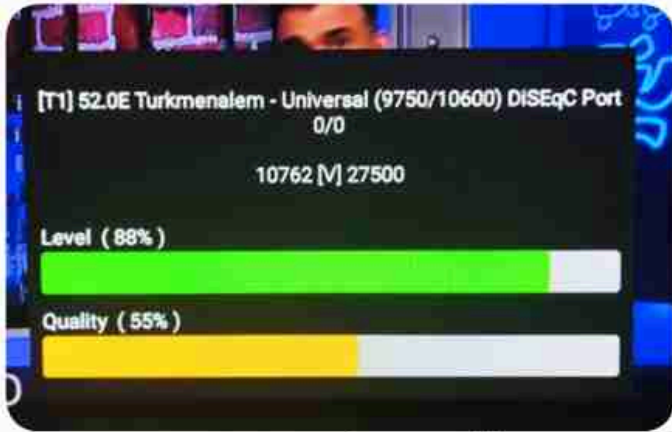 [T1] 52.0E Turkmenalem - Universal (9750/10600) DiSEqC Port
0/0
10762 [V] 27500
Level ( 88% )
Quality ( 55% )